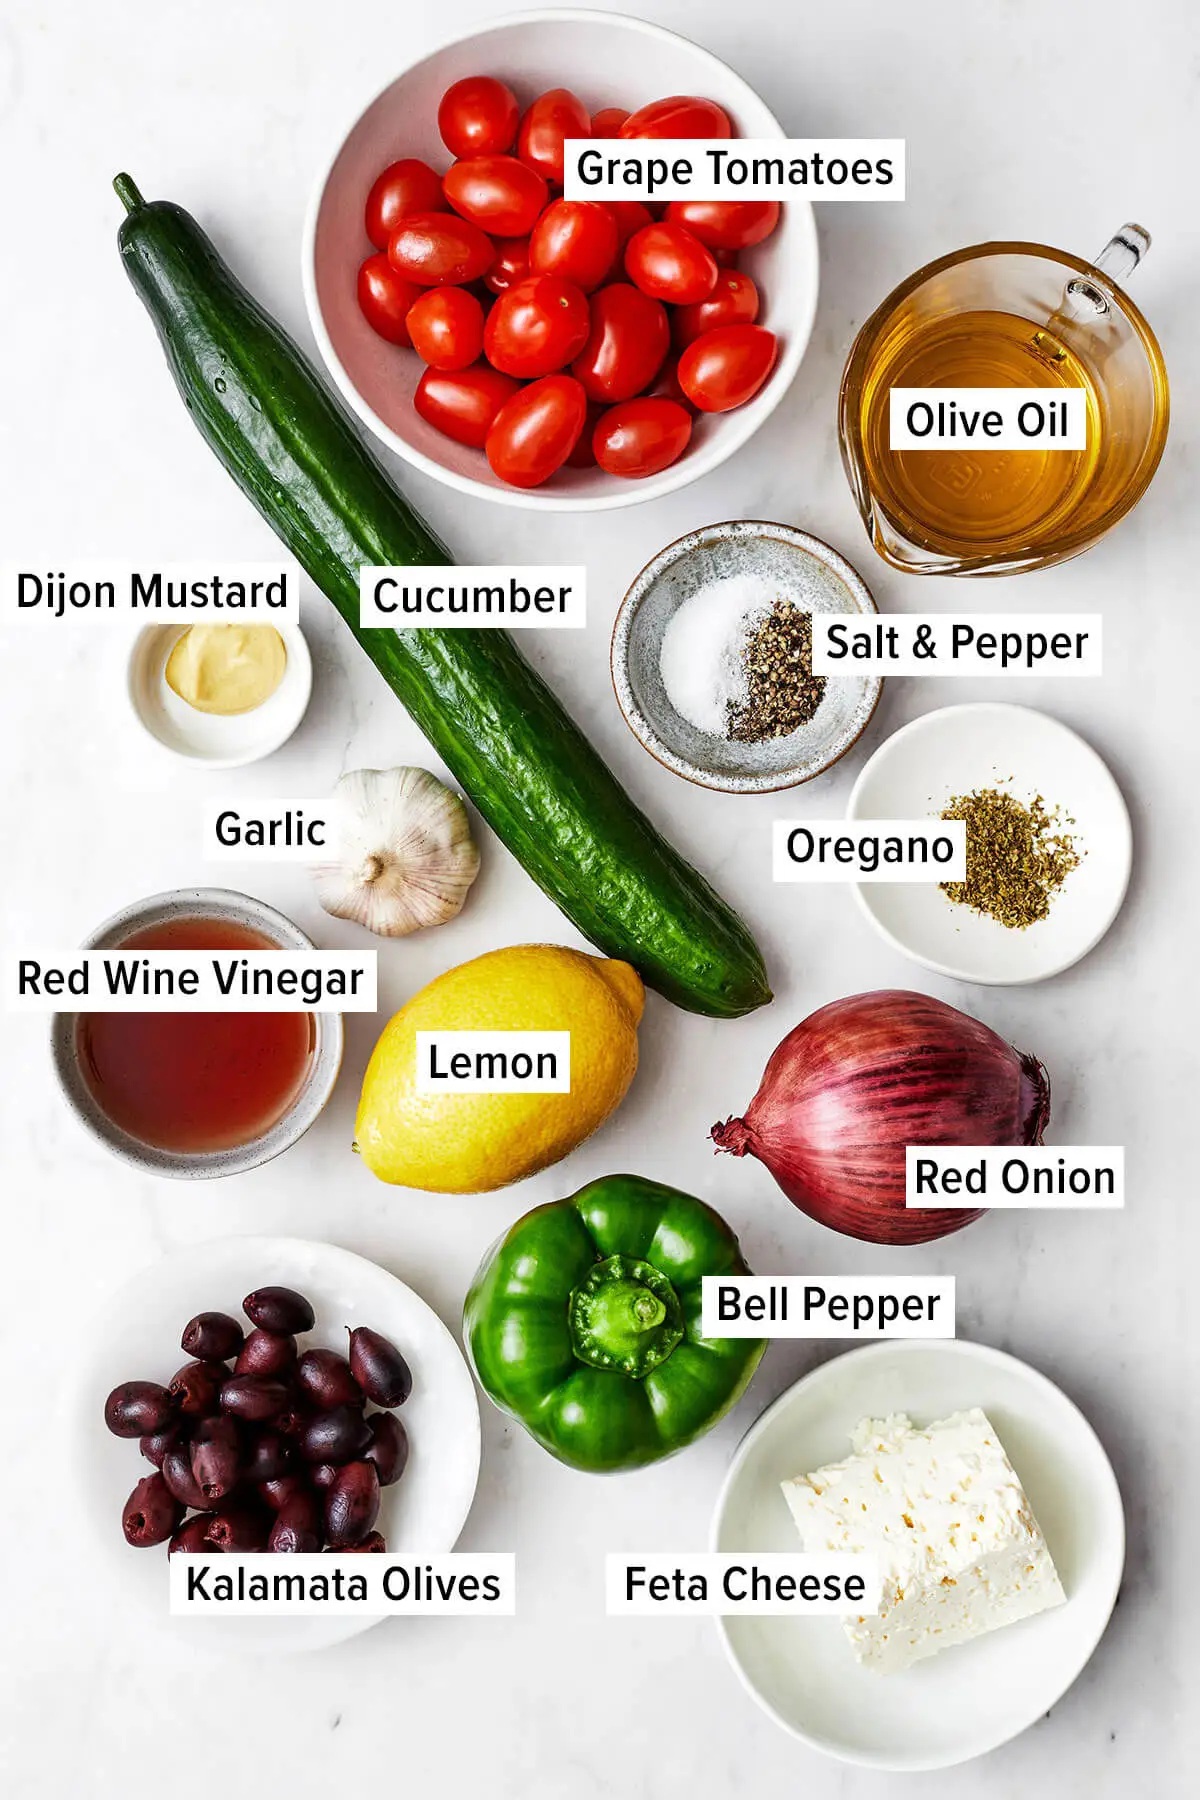 Grape Tomatoes
Olive Oil
Dijon Mustard
Cucumber
Salt & Pepper
Garlic
Oregano
Red Wine Vinegar
Lemon
Red Onion
Bell Pepper
Kalamata Olives
Feta Cheese